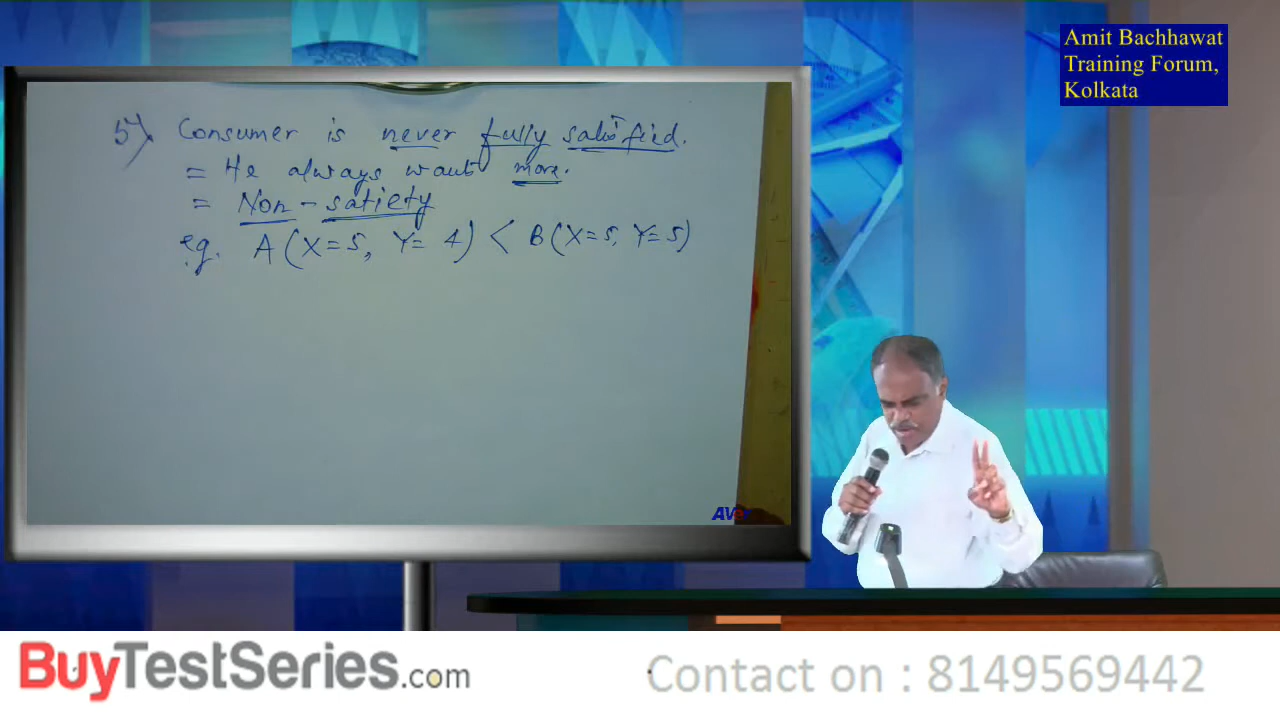 Amit Bachhawat
Training Forum,
Kolkata
5) Consumer is never fully satisfied.
= He always want more.
= Non-satiety
e.g. A(X=5, Y=4) < B(X=5, Y=5)
AVer
BuyTestSeries.com
Contact on : 8149569442